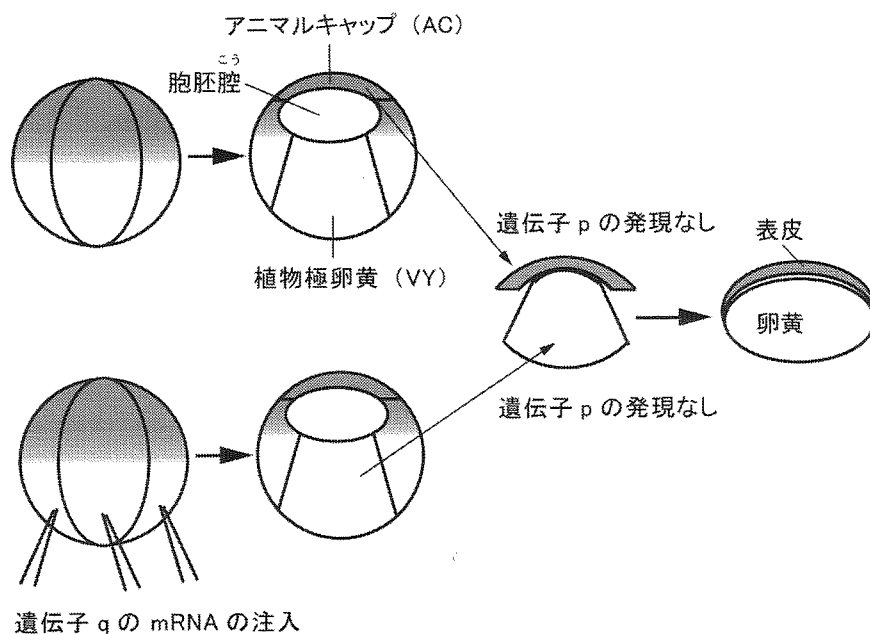 アニマルキャップ (AC)
こう
胞胚腔
植物極卵黄 (VY)
遺伝子 p の発現なし
表皮
卵黄
遺伝子 p の発現なし
遺伝子 q の mRNA の注入